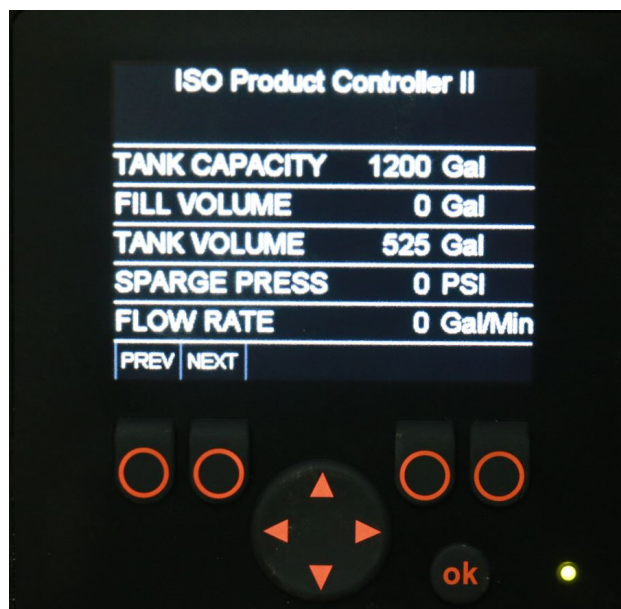 ISO Product Controller II
TANK CAPACITY 1200 Gal
FILL VOLUME 0 Gal
TANK VOLUME 525 Gal
SPARGE PRESS 0 PSI
FLOW RATE 0 Gal/Min
PREV NEXT
ok